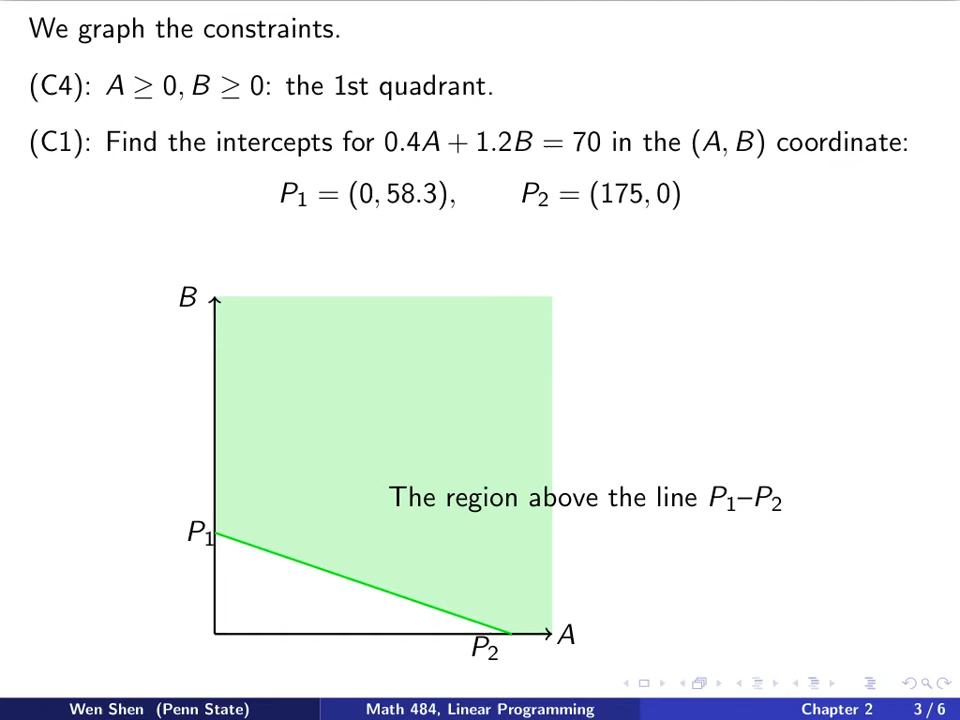 We graph the constraints.
(C4): A ≥ 0, B ≥ 0: the 1st quadrant.
(C1): Find the intercepts for 0.4A + 1.2B = 70 in the (A, B) coordinate:
P₁ = (0, 58.3), P₂ = (175, 0)
B
The region above the line P₁–P₂
P₁
A
P₂
Wen Shen (Penn State) Math 484, Linear Programming Chapter 2 3 / 6